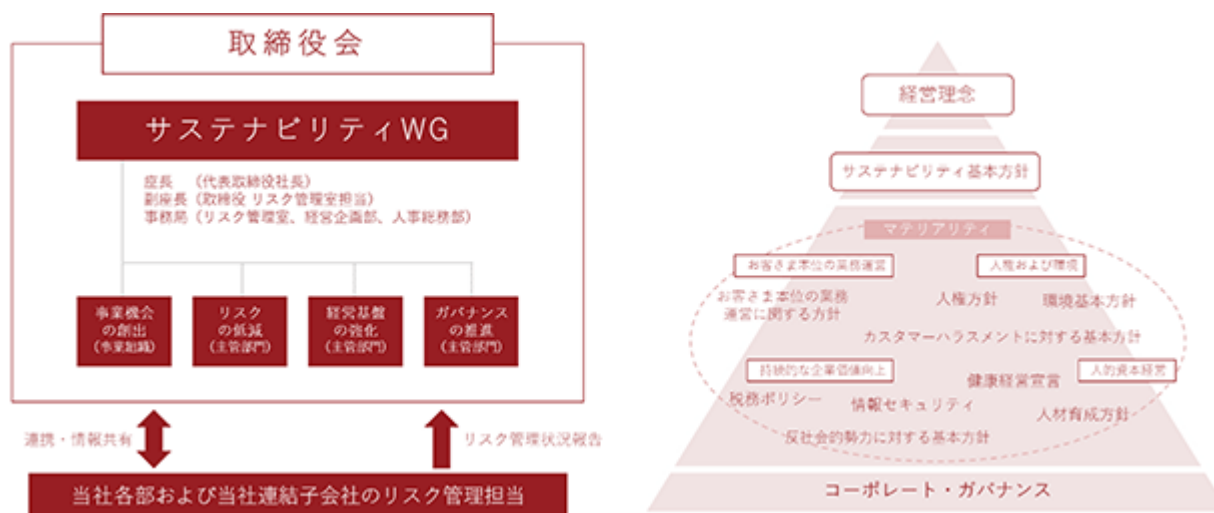 取締役会
サステナビリティWG
座長　（代表取締役社長）
副座長（取締役 リスク管理室担当）
事務局（リスク管理室、経営企画部、人事総務部）
事業機会
の創出
（事業組織）
リスク
の低減
（主管部門）
経営基盤
の強化
（主管部門）
ガバナンス
の推進
（主管部門）
連携・情報共有
リスク管理状況報告
当社各部および当社連結子会社のリスク管理担当
経営理念
サステナビリティ基本方針
マテリアリティ
お客さま本位の業務運営
人権および環境
お客さま本位の業務
運営に関する方針
人権方針
環境基本方針
カスタマーハラスメントに対する基本方針
持続的な企業価値向上
健康経営宣言
人的資本経営
税務ポリシー
情報セキュリティ
人材育成方針
反社会的勢力に対する基本方針
コーポレート・ガバナンス